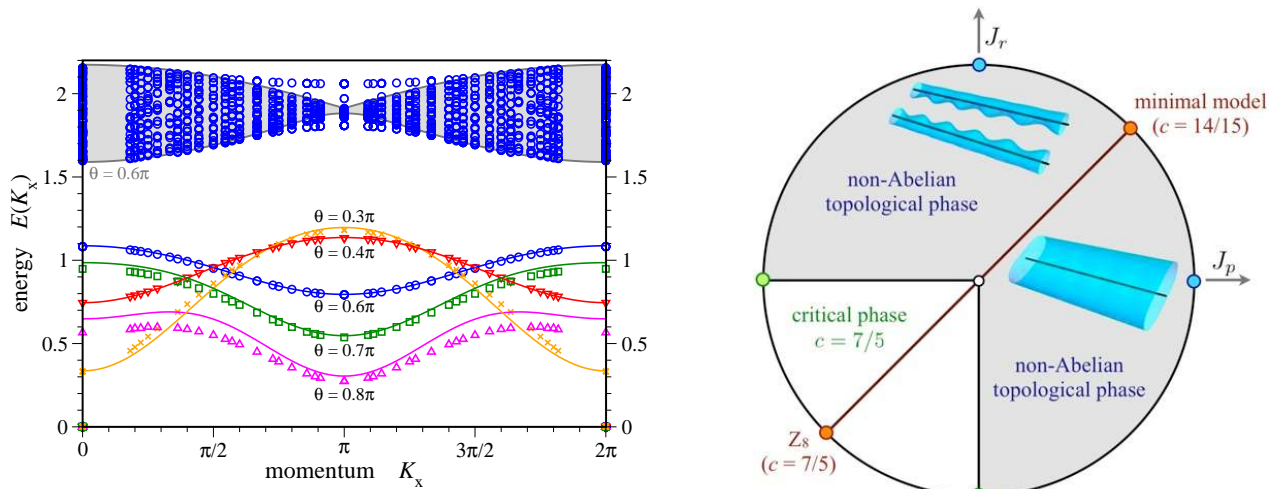 2
1.5
1
0.5
0
energy E(Kx)
θ = 0.6π
θ = 0.3π
θ = 0.4π
θ = 0.6π
θ = 0.7π
θ = 0.8π
2
1.5
1
0.5
0
0
π/2
π
3π/2
2π
momentum Kx
Jr
minimal model
(c = 14/15)
non-Abelian
topological phase
Jp
critical phase
c = 7/5
non-Abelian
topological phase
Z8
(c = 7/5)